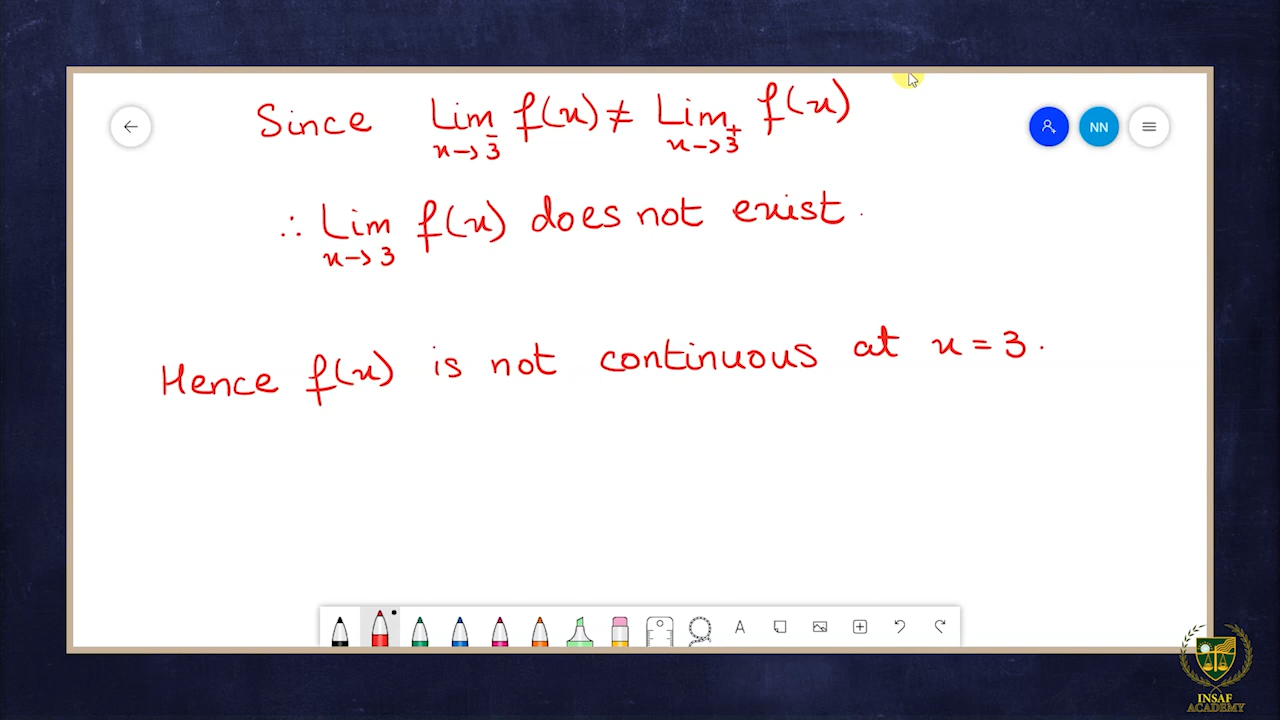 Since Lim x→3⁻ f(x) ≠ Lim x→3⁺ f(x)
∴ Lim x→3 f(x) does not exist.
Hence f(x) is not continuous at x = 3.
NN
A
INSAF
ACADEMY